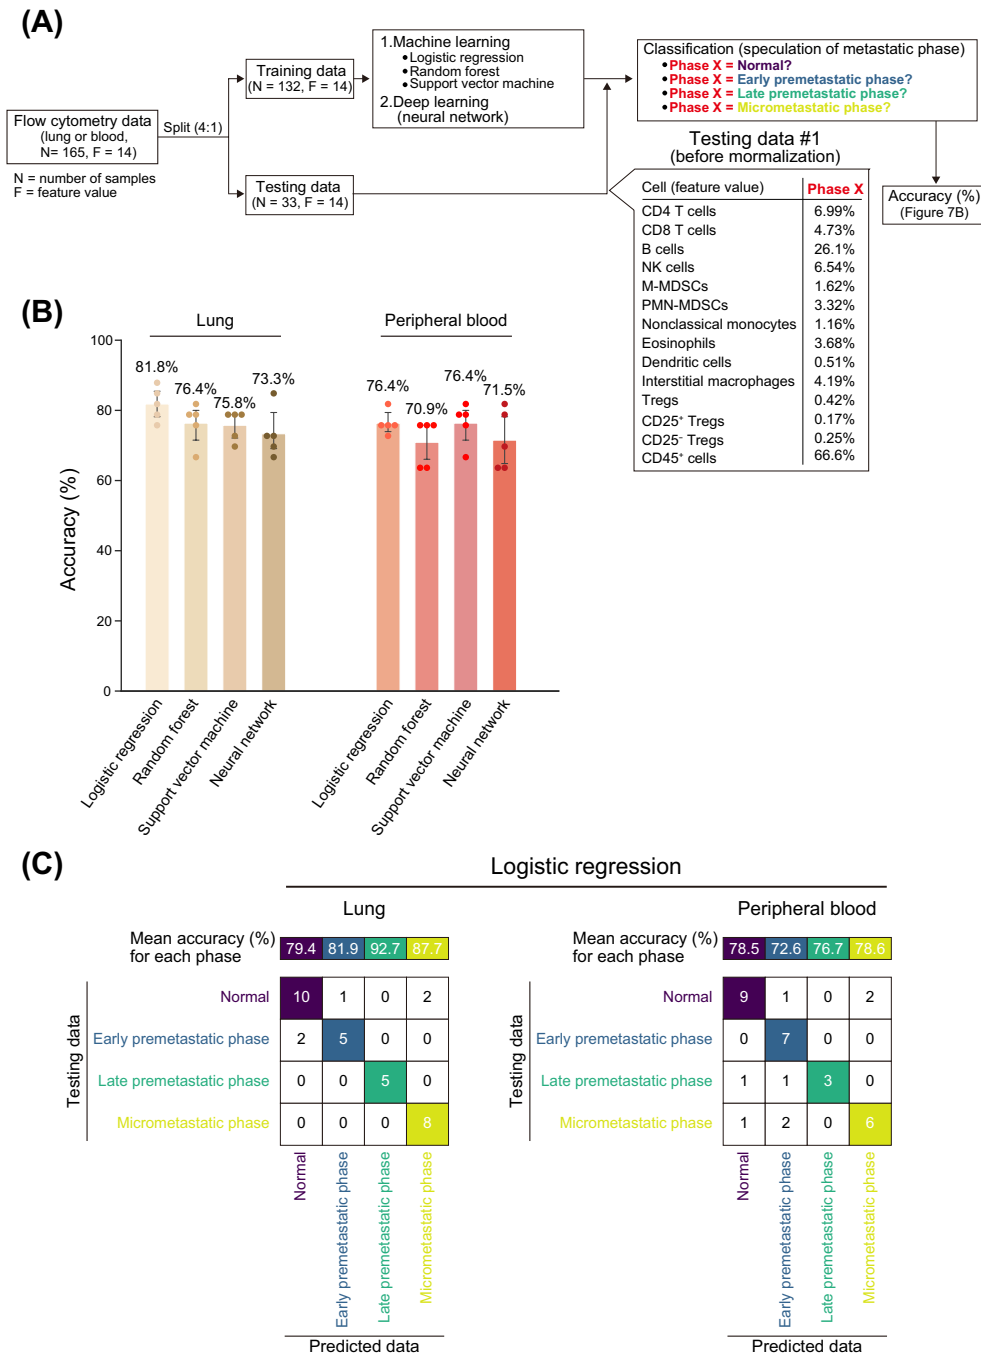 (A)
Flow cytometry data
(lung or blood,
N= 165, F = 14)
N = number of samples
F = feature value
Split (4:1)
Training data
(N = 132, F = 14)
Testing data
(N = 33, F = 14)
1.Machine learning
•Logistic regression
•Random forest
•Support vector machine
2.Deep learning
(neural network)
Classification (speculation of metastatic phase)
•Phase X = Normal?
•Phase X = Early premetastatic phase?
•Phase X = Late premetastatic phase?
•Phase X = Micrometastatic phase?
Accuracy (%)
(Figure 7B)
Testing data #1
(before mormalization)
Cell (feature value) Phase X
CD4 T cells 6.99%
CD8 T cells 4.73%
B cells 26.1%
NK cells 6.54%
M-MDSCs 1.62%
PMN-MDSCs 3.32%
Nonclassical monocytes 1.16%
Eosinophils 3.68%
Dendritic cells 0.51%
Interstitial macrophages 4.19%
Tregs 0.42%
CD25⁺ Tregs 0.17%
CD25⁻ Tregs 0.25%
CD45⁺ cells 66.6%
(B)
Lung
Peripheral blood
Accuracy (%)
100
80
60
40
20
0
81.8%
76.4%
75.8%
73.3%
76.4%
70.9%
76.4%
71.5%
Logistic regression
Random forest
Support vector machine
Neural network
Logistic regression
Random forest
Support vector machine
Neural network
(C)
Logistic regression
Lung
Mean accuracy (%)
for each phase
79.4 81.9 92.7 87.7
Testing data
Normal 10 1 0 2
Early premetastatic phase 2 5 0 0
Late premetastatic phase 0 0 5 0
Micrometastatic phase 0 0 0 8
Normal
Early premetastatic phase
Late premetastatic phase
Micrometastatic phase
Predicted data
Peripheral blood
Mean accuracy (%)
for each phase
78.5 72.6 76.7 78.6
Testing data
Normal 9 1 0 2
Early premetastatic phase 0 7 0 0
Late premetastatic phase 1 1 3 0
Micrometastatic phase 1 2 0 6
Normal
Early premetastatic phase
Late premetastatic phase
Micrometastatic phase
Predicted data